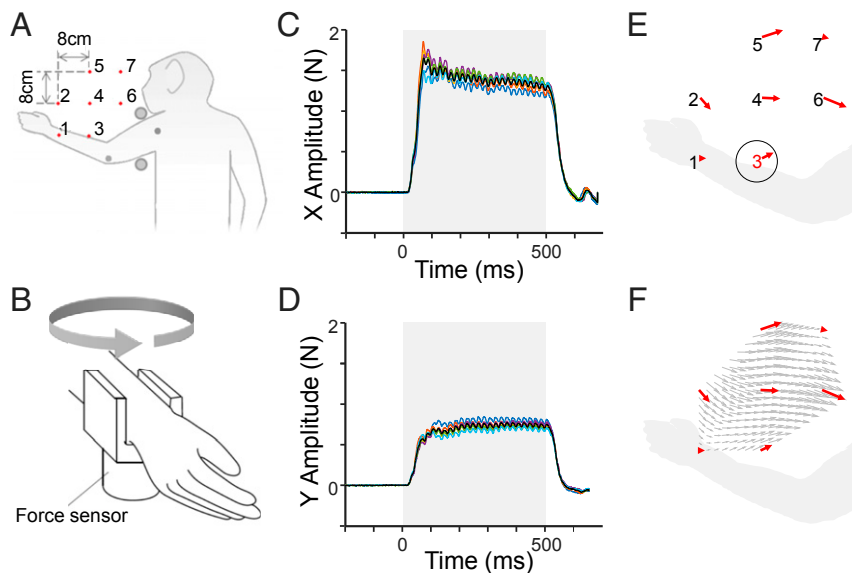 A
8cm
8cm
5 7
2 4 6
1 3
B
Force sensor
C
X Amplitude (N)
2
0
0 500
Time (ms)
D
Y Amplitude (N)
2
0
0 500
Time (ms)
E
5 7
2 4 6
1 3
F